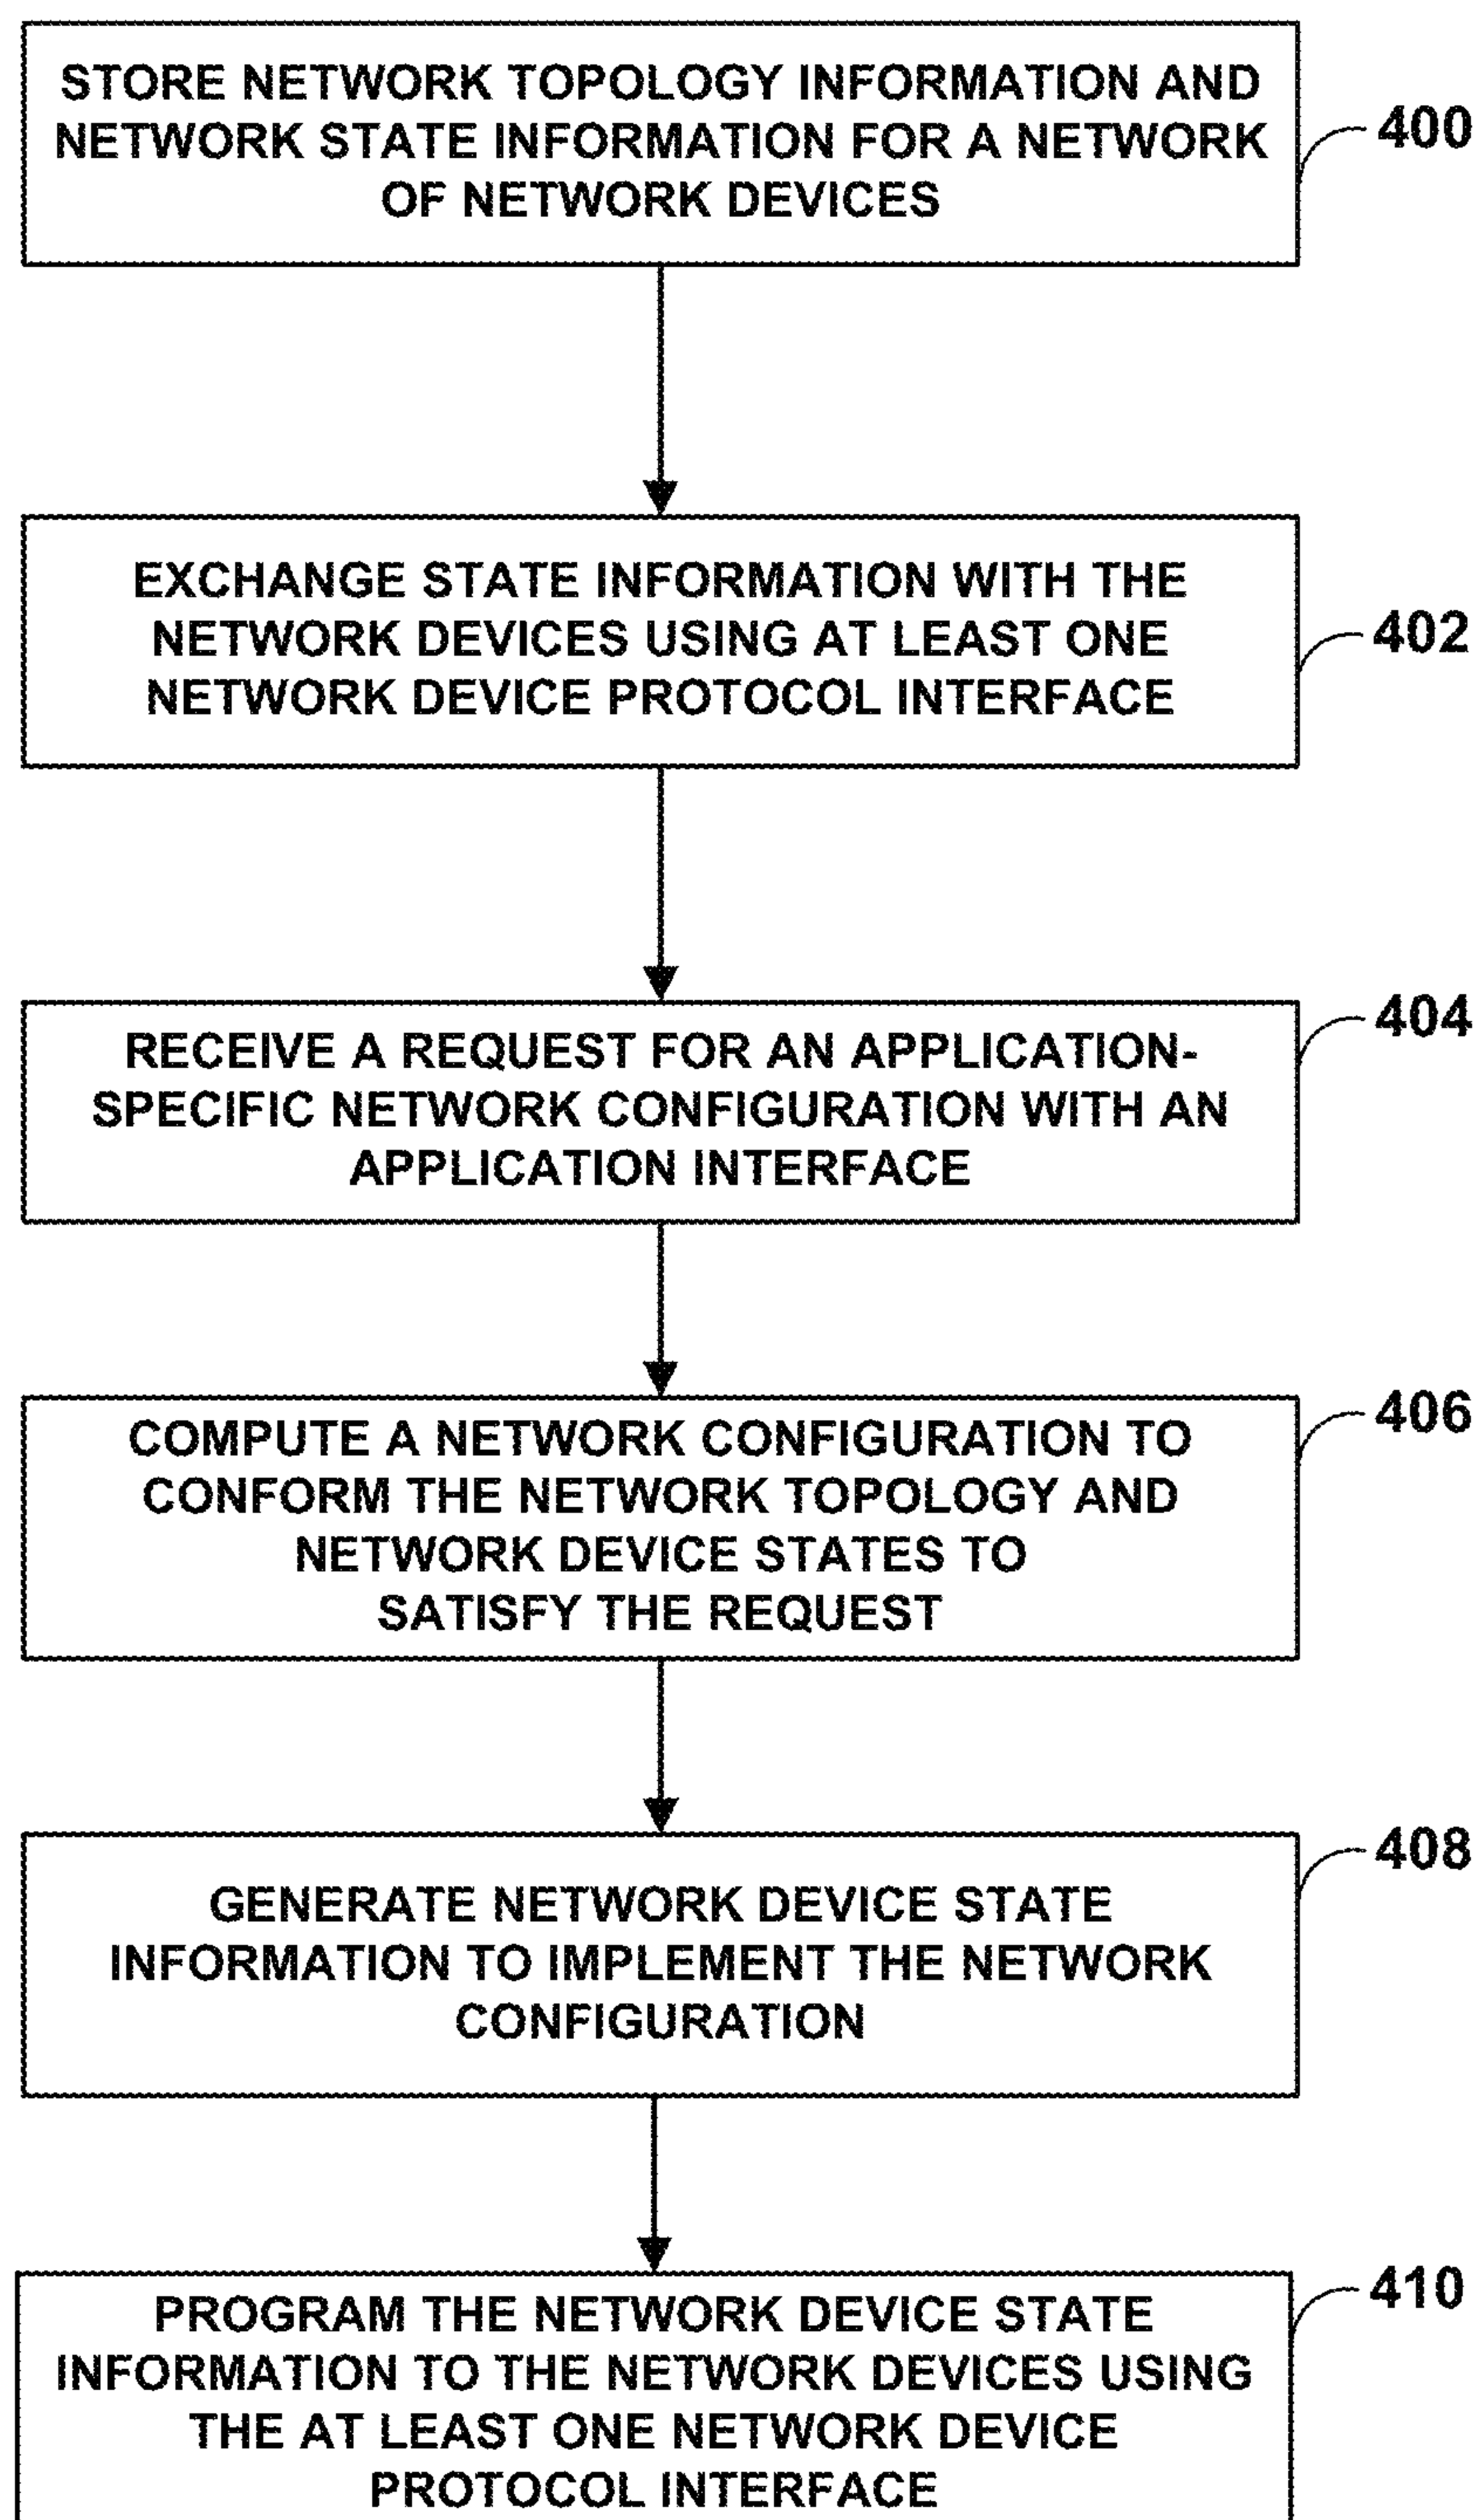 STORE NETWORK TOPOLOGY INFORMATION AND
NETWORK STATE INFORMATION FOR A NETWORK
OF NETWORK DEVICES
400
EXCHANGE STATE INFORMATION WITH THE
NETWORK DEVICES USING AT LEAST ONE
NETWORK DEVICE PROTOCOL INTERFACE
402
RECEIVE A REQUEST FOR AN APPLICATION-
SPECIFIC NETWORK CONFIGURATION WITH AN
APPLICATION INTERFACE
404
COMPUTE A NETWORK CONFIGURATION TO
CONFORM THE NETWORK TOPOLOGY AND
NETWORK DEVICE STATES TO
SATISFY THE REQUEST
406
GENERATE NETWORK DEVICE STATE
INFORMATION TO IMPLEMENT THE NETWORK
CONFIGURATION
408
PROGRAM THE NETWORK DEVICE STATE
INFORMATION TO THE NETWORK DEVICES USING
THE AT LEAST ONE NETWORK DEVICE
PROTOCOL INTERFACE
410